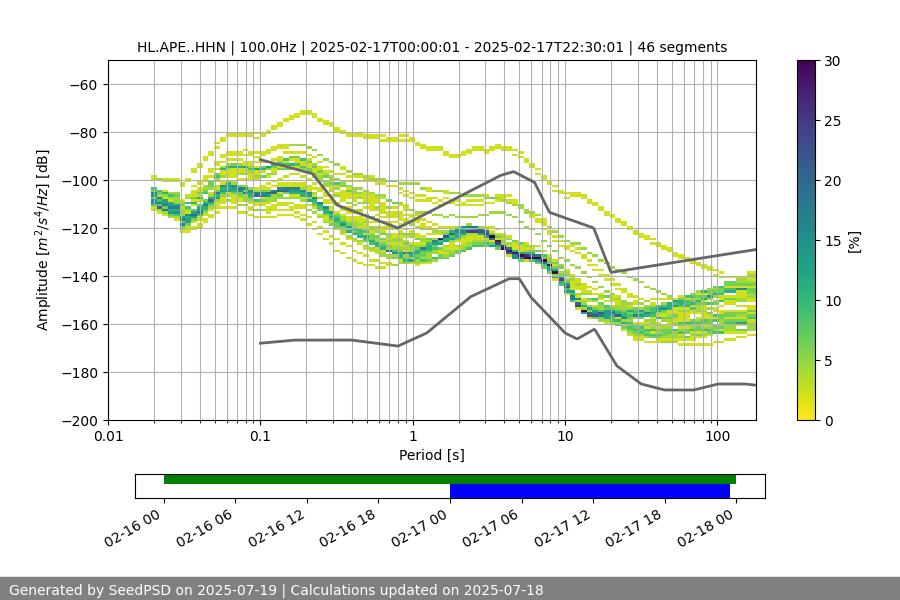 HL.APE..HHN | 100.0Hz | 2025-02-17T00:00:01 - 2025-02-17T22:30:01 | 46 segments
Amplitude [m²/s⁴/Hz] [dB]
−60
−80
−100
−120
−140
−160
−180
−200
0.01 0.1 1 10 100
Period [s]
30
25
20
15
10
5
0
[%]
02-16 00 02-16 06 02-16 12 02-16 18 02-17 00 02-17 06 02-17 12 02-17 18 02-18 00
Generated by SeedPSD on 2025-07-19 | Calculations updated on 2025-07-18